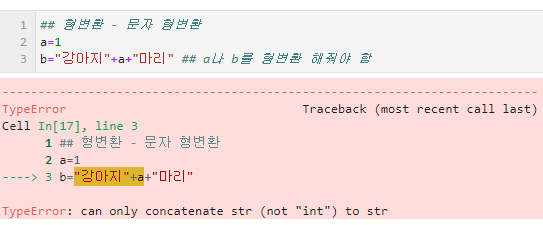 1 ## 형변환 - 문자 형변환
2 a=1
3 b="강아지"+a+"마리" ## a나 b를 형변환 해줘야 함
---------------------------------------------------------------------------
TypeError Traceback (most recent call last)
Cell In[17], line 3
1 ## 형변환 - 문자 형변환
2 a=1
----> 3 b="강아지"+a+"마리"
TypeError: can only concatenate str (not "int") to str